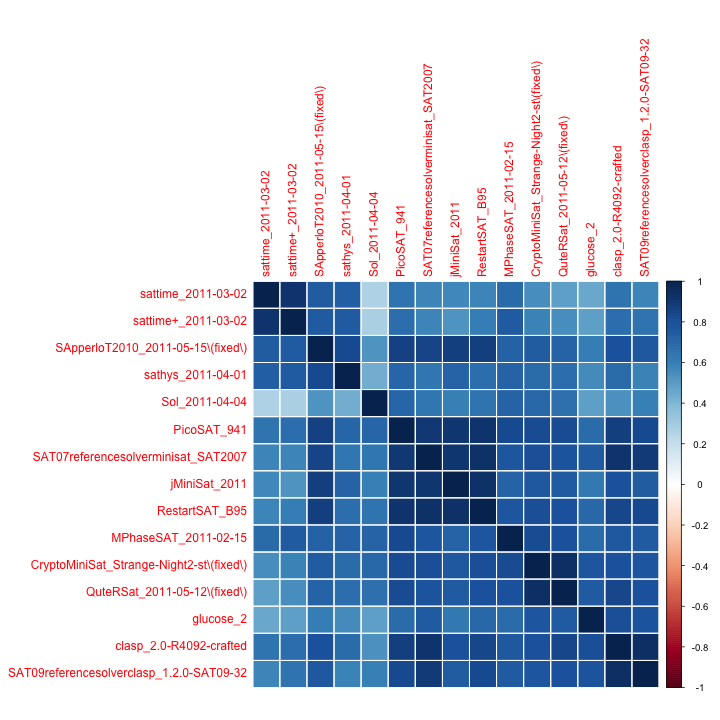 sattime_2011-03-02
sattime+_2011-03-02
SApperloT2010_2011-05-15\(fixed\)
sathys_2011-04-01
Sol_2011-04-04
PicoSAT_941
SAT07referencesolverminisat_SAT2007
jMiniSat_2011
RestartSAT_B95
MPhaseSAT_2011-02-15
CryptoMiniSat_Strange-Night2-st\(fixed\)
QuteRSat_2011-05-12\(fixed\)
glucose_2
clasp_2.0-R4092-crafted
SAT09referencesolverclasp_1.2.0-SAT09-32
sattime_2011-03-02
sattime+_2011-03-02
SApperloT2010_2011-05-15\(fixed\)
sathys_2011-04-01
Sol_2011-04-04
PicoSAT_941
SAT07referencesolverminisat_SAT2007
jMiniSat_2011
RestartSAT_B95
MPhaseSAT_2011-02-15
CryptoMiniSat_Strange-Night2-st\(fixed\)
QuteRSat_2011-05-12\(fixed\)
glucose_2
clasp_2.0-R4092-crafted
SAT09referencesolverclasp_1.2.0-SAT09-32
1
0.8
0.6
0.4
0.2
0
-0.2
-0.4
-0.6
-0.8
-1